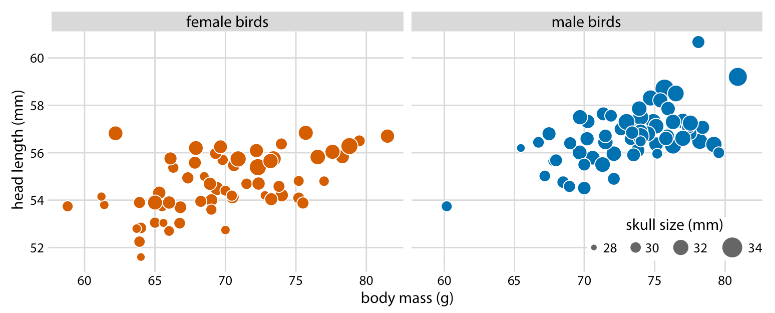 female birds
male birds
head length (mm)
60
58
56
54
52
skull size (mm)
28 30 32 34
60 65 70 75 80
60 65 70 75 80
body mass (g)